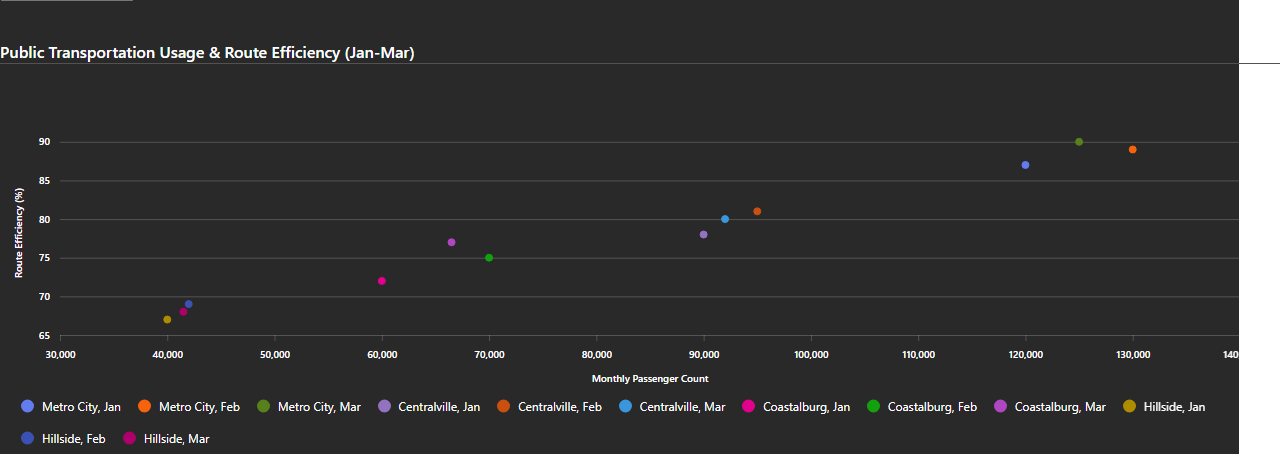 Public Transportation Usage & Route Efficiency (Jan-Mar)
90
85
80
75
70
65
Route Efficiency (%)
30,000 40,000 50,000 60,000 70,000 80,000 90,000 100,000 110,000 120,000 130,000 140
Monthly Passenger Count
Metro City, Jan Metro City, Feb Metro City, Mar Centralville, Jan Centralville, Feb Centralville, Mar Coastalburg, Jan Coastalburg, Feb Coastalburg, Mar Hillside, Jan
Hillside, Feb Hillside, Mar